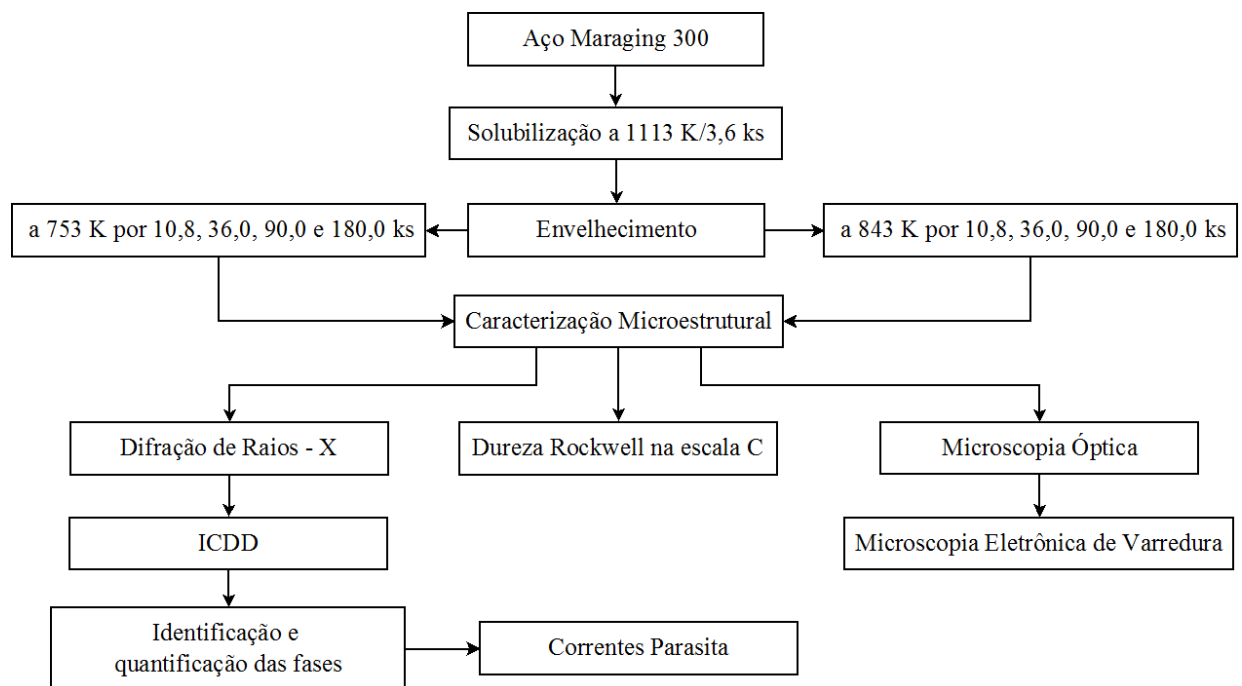 Aço Maraging 300
Solubilização a 1113 K/3,6 ks
a 753 K por 10,8, 36,0, 90,0 e 180,0 ks
Envelhecimento
a 843 K por 10,8, 36,0, 90,0 e 180,0 ks
Caracterização Microestrutural
Difração de Raios - X
Dureza Rockwell na escala C
Microscopia Óptica
ICDD
Microscopia Eletrônica de Varredura
Identificação e
quantificação das fases
Correntes Parasita